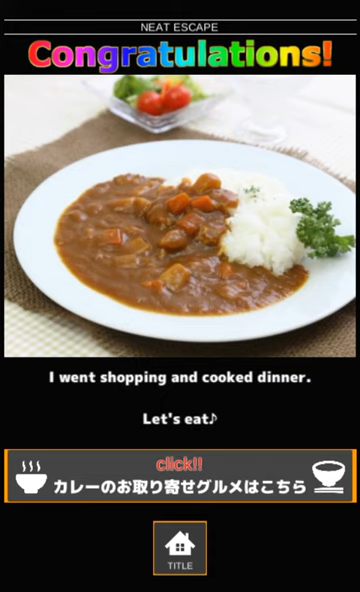 NEAT ESCAPE
Congratulations!
I went shopping and cooked dinner.
Let's eat♪
click!!
カレーのお取り寄せグルメはこちら
TITLE